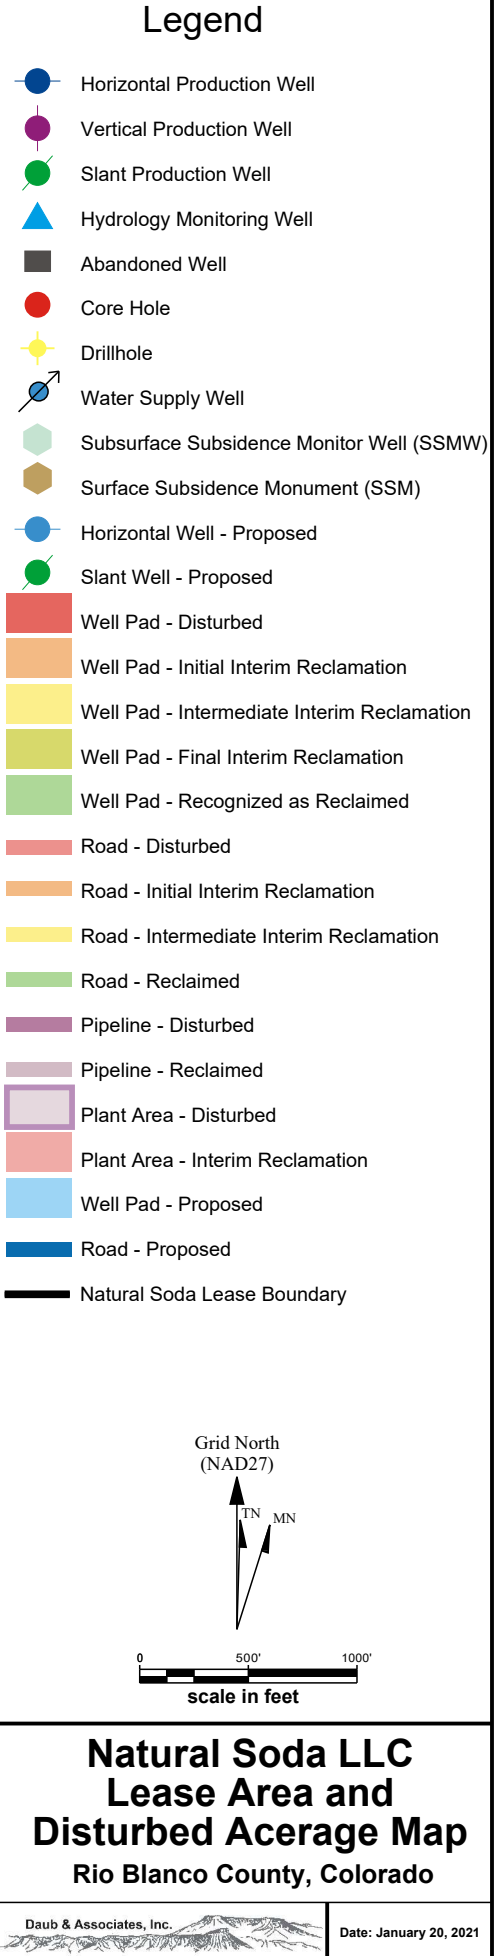 Legend
Horizontal Production Well
Vertical Production Well
Slant Production Well
Hydrology Monitoring Well
Abandoned Well
Core Hole
Drillhole
Water Supply Well
Subsurface Subsidence Monitor Well (SSMW)
Surface Subsidence Monument (SSM)
Horizontal Well - Proposed
Slant Well - Proposed
Well Pad - Disturbed
Well Pad - Initial Interim Reclamation
Well Pad - Intermediate Interim Reclamation
Well Pad - Final Interim Reclamation
Well Pad - Recognized as Reclaimed
Road - Disturbed
Road - Initial Interim Reclamation
Road - Intermediate Interim Reclamation
Road - Reclaimed
Pipeline - Disturbed
Pipeline - Reclaimed
Plant Area - Disturbed
Plant Area - Interim Reclamation
Well Pad - Proposed
Road - Proposed
Natural Soda Lease Boundary
Grid North
(NAD27)
TN MN
0 500' 1000'
scale in feet
Natural Soda LLC
Lease Area and
Disturbed Acerage Map
Rio Blanco County, Colorado
Daub & Associates, Inc.
Date: January 20, 2021